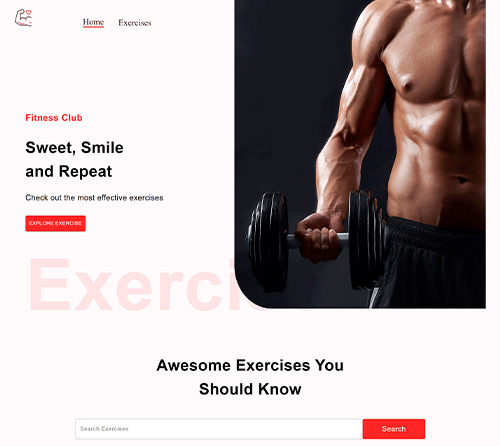 Home
Exercises
Fitness Club
Sweet, Smile
and Repeat
Check out the most effective exercises
EXPLORE EXERCISE
Awesome Exercises You
Should Know
Search Exercises
Search